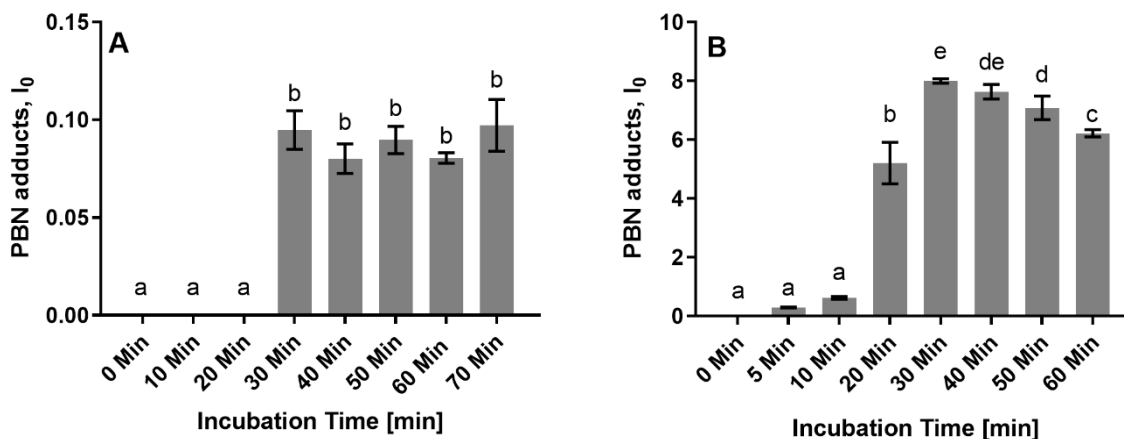 A
PBN adducts, I0
0.15
0.10
0.05
0.00
a a a b b b b b
0 Min 10 Min 20 Min 30 Min 40 Min 50 Min 60 Min 70 Min
Incubation Time [min]
B
PBN adducts, I0
10
8
6
4
2
0
a a a b e de d c
0 Min 5 Min 10 Min 20 Min 30 Min 40 Min 50 Min 60 Min
Incubation Time [min]